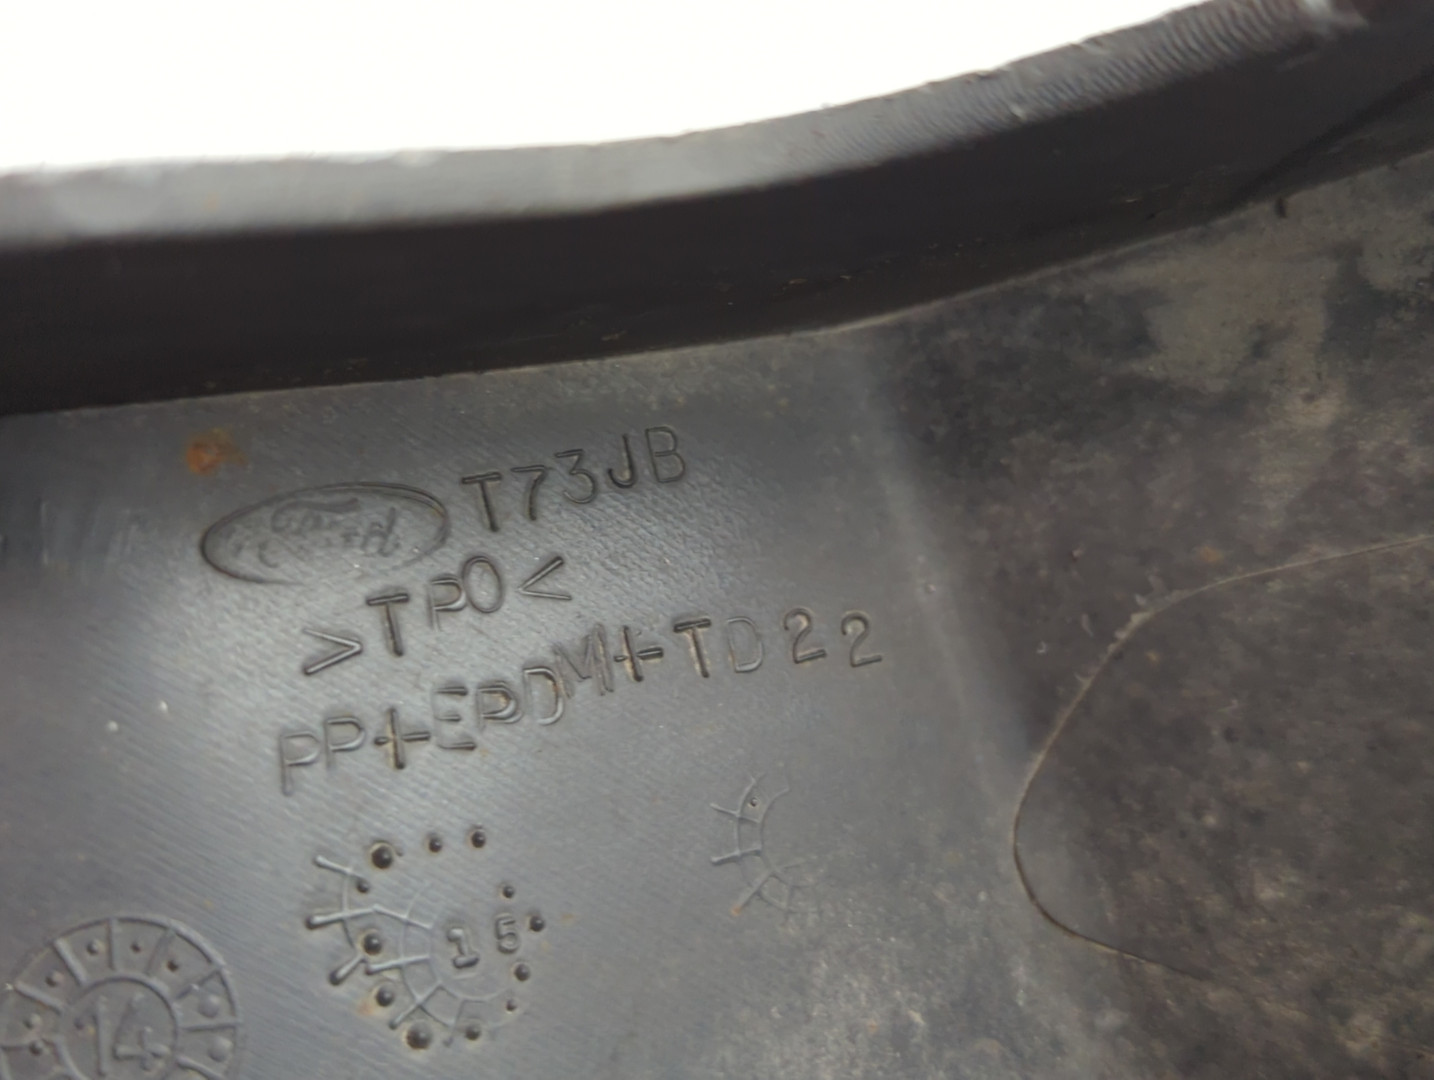 Ford T73JB
>TPO<
PP+EPDM+TD22
15
14